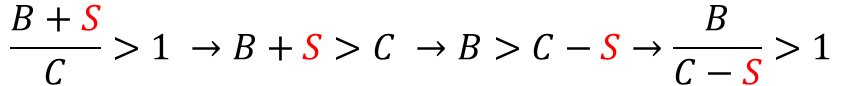 (B + S)/C > 1 → B + S > C → B > C − S → B/(C − S) > 1